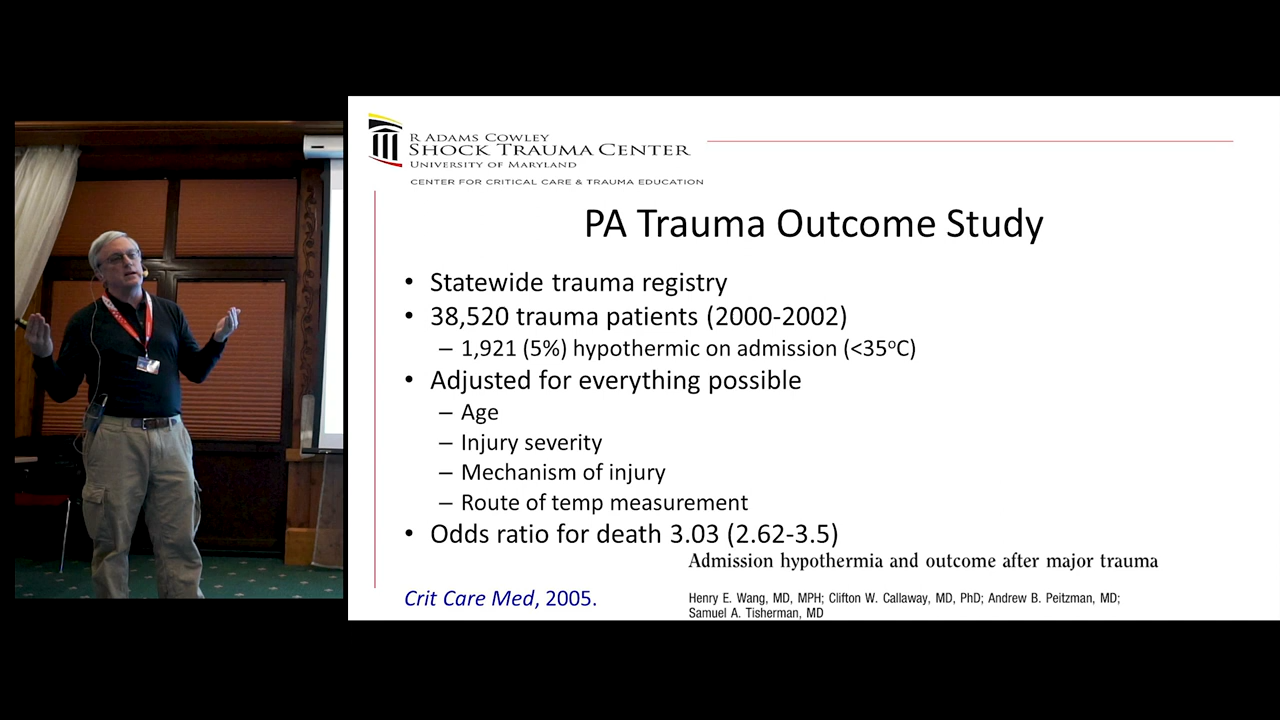 R ADAMS COWLEY
SHOCK TRAUMA CENTER
UNIVERSITY OF MARYLAND
CENTER FOR CRITICAL CARE & TRAUMA EDUCATION
PA Trauma Outcome Study
• Statewide trauma registry
• 38,520 trauma patients (2000-2002)
– 1,921 (5%) hypothermic on admission (<35°C)
• Adjusted for everything possible
– Age
– Injury severity
– Mechanism of injury
– Route of temp measurement
• Odds ratio for death 3.03 (2.62-3.5)
Admission hypothermia and outcome after major trauma
Crit Care Med, 2005.
Henry E. Wang, MD, MPH; Clifton W. Callaway, MD, PhD; Andrew B. Peitzman, MD;
Samuel A. Tisherman, MD